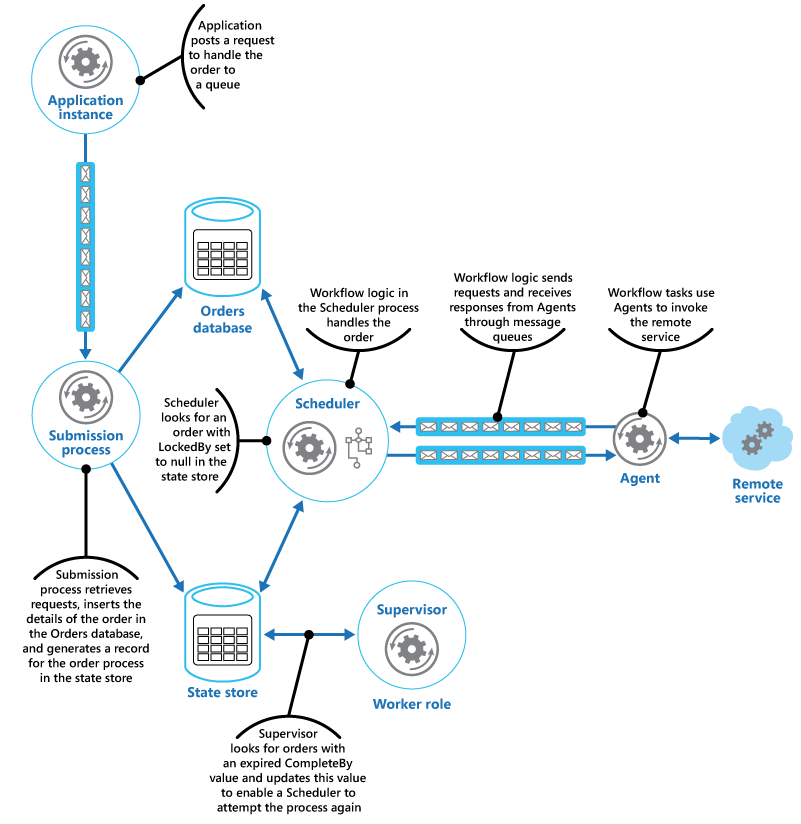 Application
posts a request
to handle the
order to
a queue
Application
instance
Orders
database
Workflow logic in
the Scheduler process
handles the
order
Workflow logic sends
requests and receives
responses from Agents
through message
queues
Workflow tasks use
Agents to invoke
the remote
service
Submission
process
Scheduler
looks for an
order with
LockedBy set
to null in the
state store
Scheduler
Agent
Remote
service
Submission
process retrieves
requests, inserts the
details of the order in
the Orders database,
and generates a record
for the order process
in the state store
State store
Supervisor
Worker role
Supervisor
looks for orders with
an expired CompleteBy
value and updates this value
to enable a Scheduler to
attempt the process again